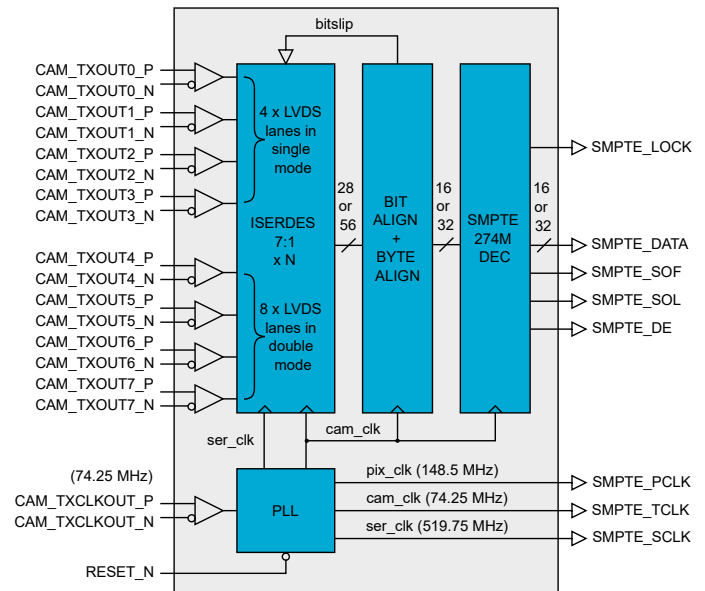 bitslip
CAM_TXOUT0_P
CAM_TXOUT0_N
CAM_TXOUT1_P
CAM_TXOUT1_N
CAM_TXOUT2_P
CAM_TXOUT2_N
CAM_TXOUT3_P
CAM_TXOUT3_N
CAM_TXOUT4_P
CAM_TXOUT4_N
CAM_TXOUT5_P
CAM_TXOUT5_N
CAM_TXOUT6_P
CAM_TXOUT6_N
CAM_TXOUT7_P
CAM_TXOUT7_N
4 x LVDS
lanes in
single
mode
ISERDES
7:1
x N
8 x LVDS
lanes in
double
mode
28
or
56
BIT
ALIGN
+
BYTE
ALIGN
16
or
32
SMPTE
274M
DEC
16
or
32
SMPTE_LOCK
SMPTE_DATA
SMPTE_SOF
SMPTE_SOL
SMPTE_DE
ser_clk
cam_clk
(74.25 MHz)
CAM_TXCLKOUT_P
CAM_TXCLKOUT_N
RESET_N
PLL
pix_clk (148.5 MHz)
cam_clk (74.25 MHz)
ser_clk (519.75 MHz)
SMPTE_PCLK
SMPTE_TCLK
SMPTE_SCLK